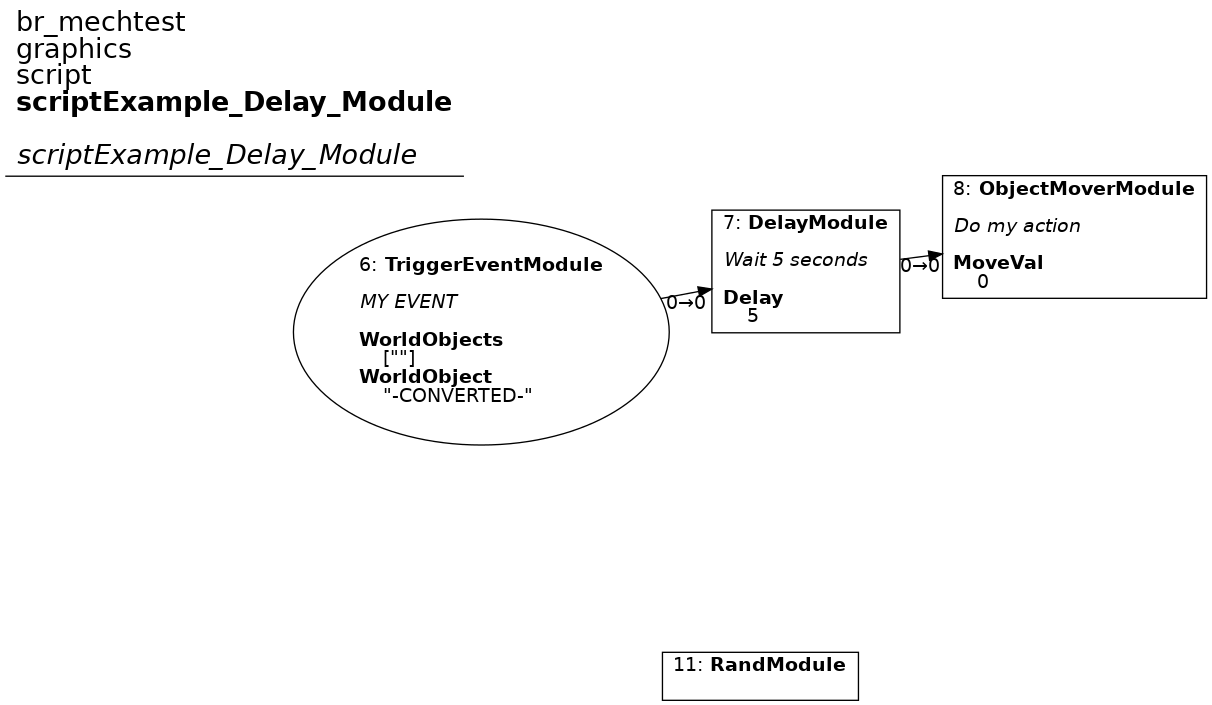 br_mechtest
graphics
script
scriptExample_Delay_Module
scriptExample_Delay_Module
6: TriggerEventModule
MY EVENT
WorldObjects
[""]
WorldObject
"-CONVERTED-"
0→0
7: DelayModule
Wait 5 seconds
Delay
5
0→0
8: ObjectMoverModule
Do my action
MoveVal
0
11: RandModule